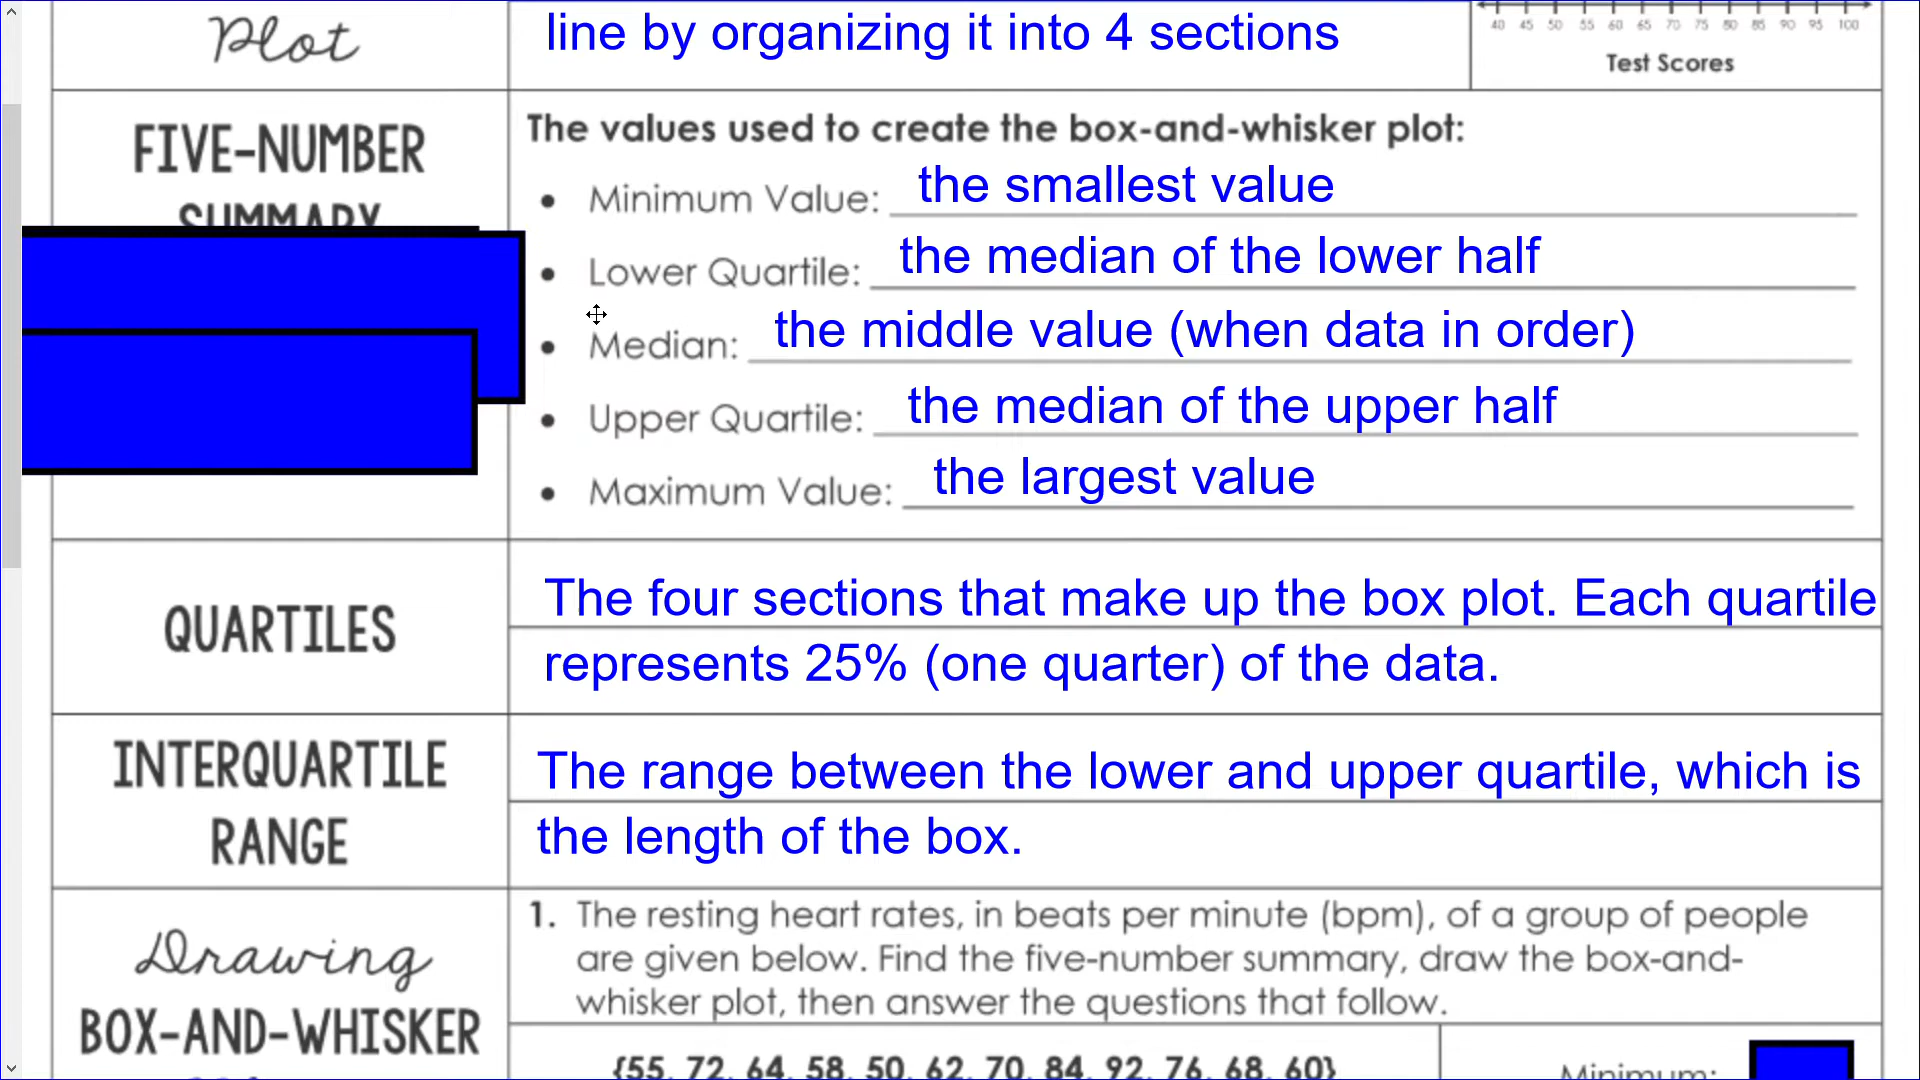 Plot
line by organizing it into 4 sections
40 45 50 55 60 65 70 75 80 85 90 95 100
Test Scores
FIVE-NUMBER
SUMMARY
The values used to create the box-and-whisker plot:
• Minimum Value: the smallest value
• Lower Quartile: the median of the lower half
• Median: the middle value (when data in order)
• Upper Quartile: the median of the upper half
• Maximum Value: the largest value
QUARTILES
The four sections that make up the box plot. Each quartile
represents 25% (one quarter) of the data.
INTERQUARTILE
RANGE
The range between the lower and upper quartile, which is
the length of the box.
Drawing
BOX-AND-WHISKER
1. The resting heart rates, in beats per minute (bpm), of a group of people
are given below. Find the five-number summary, draw the box-and-
whisker plot, then answer the questions that follow.
{55, 72, 64, 58, 50, 62, 70, 84, 92, 76, 68, 60}
Minimum: